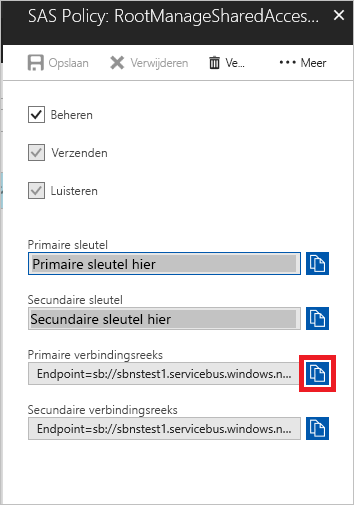 SAS Policy: RootManageSharedAcces...
Opslaan Verwijderen Ve... Meer
Beheren
Verzenden
Luisteren
Primaire sleutel
Primaire sleutel hier
Secundaire sleutel
Secundaire sleutel hier
Primaire verbindingsreeks
Endpoint=sb://sbnstest1.servicebus.windows.n...
Secundaire verbindingsreeks
Endpoint=sb://sbnstest1.servicebus.windows.n...